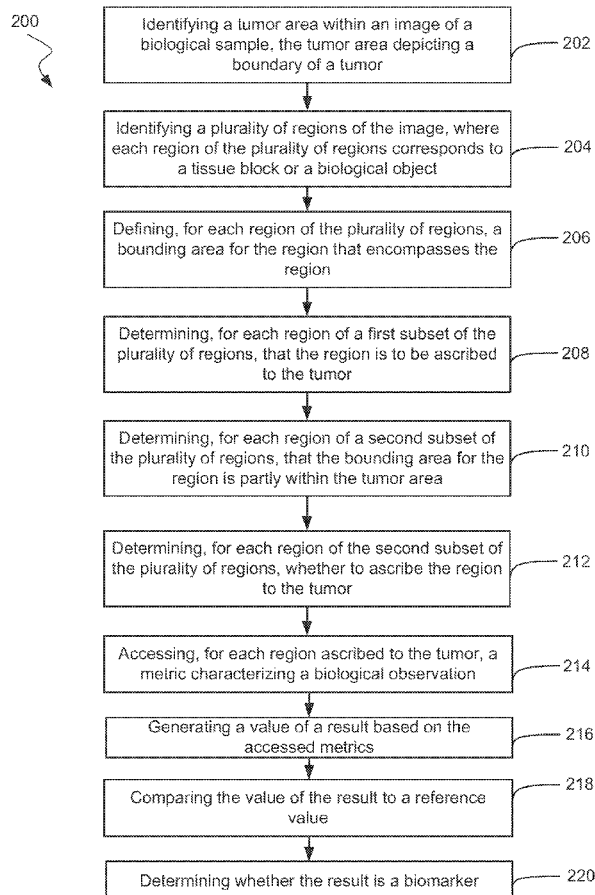 200
Identifying a tumor area within an image of a
biological sample, the tumor area depicting a
boundary of a tumor
202
Identifying a plurality of regions of the image, where
each region of the plurality of regions corresponds to
a tissue block or a biological object
204
Defining, for each region of the plurality of regions, a
bounding area for the region that encompasses the
region
206
Determining, for each region of a first subset of the
plurality of regions, that the region is to be ascribed
to the tumor
208
Determining, for each region of a second subset of
the plurality of regions, that the bounding area for the
region is partly within the tumor area
210
Determining, for each region of the second subset of
the plurality of regions, whether to ascribe the region
to the tumor
212
Accessing, for each region ascribed to the tumor, a
metric characterizing a biological observation
214
Generating a value of a result based on the
accessed metrics
216
Comparing the value of the result to a reference
value
218
Determining whether the result is a biomarker
220